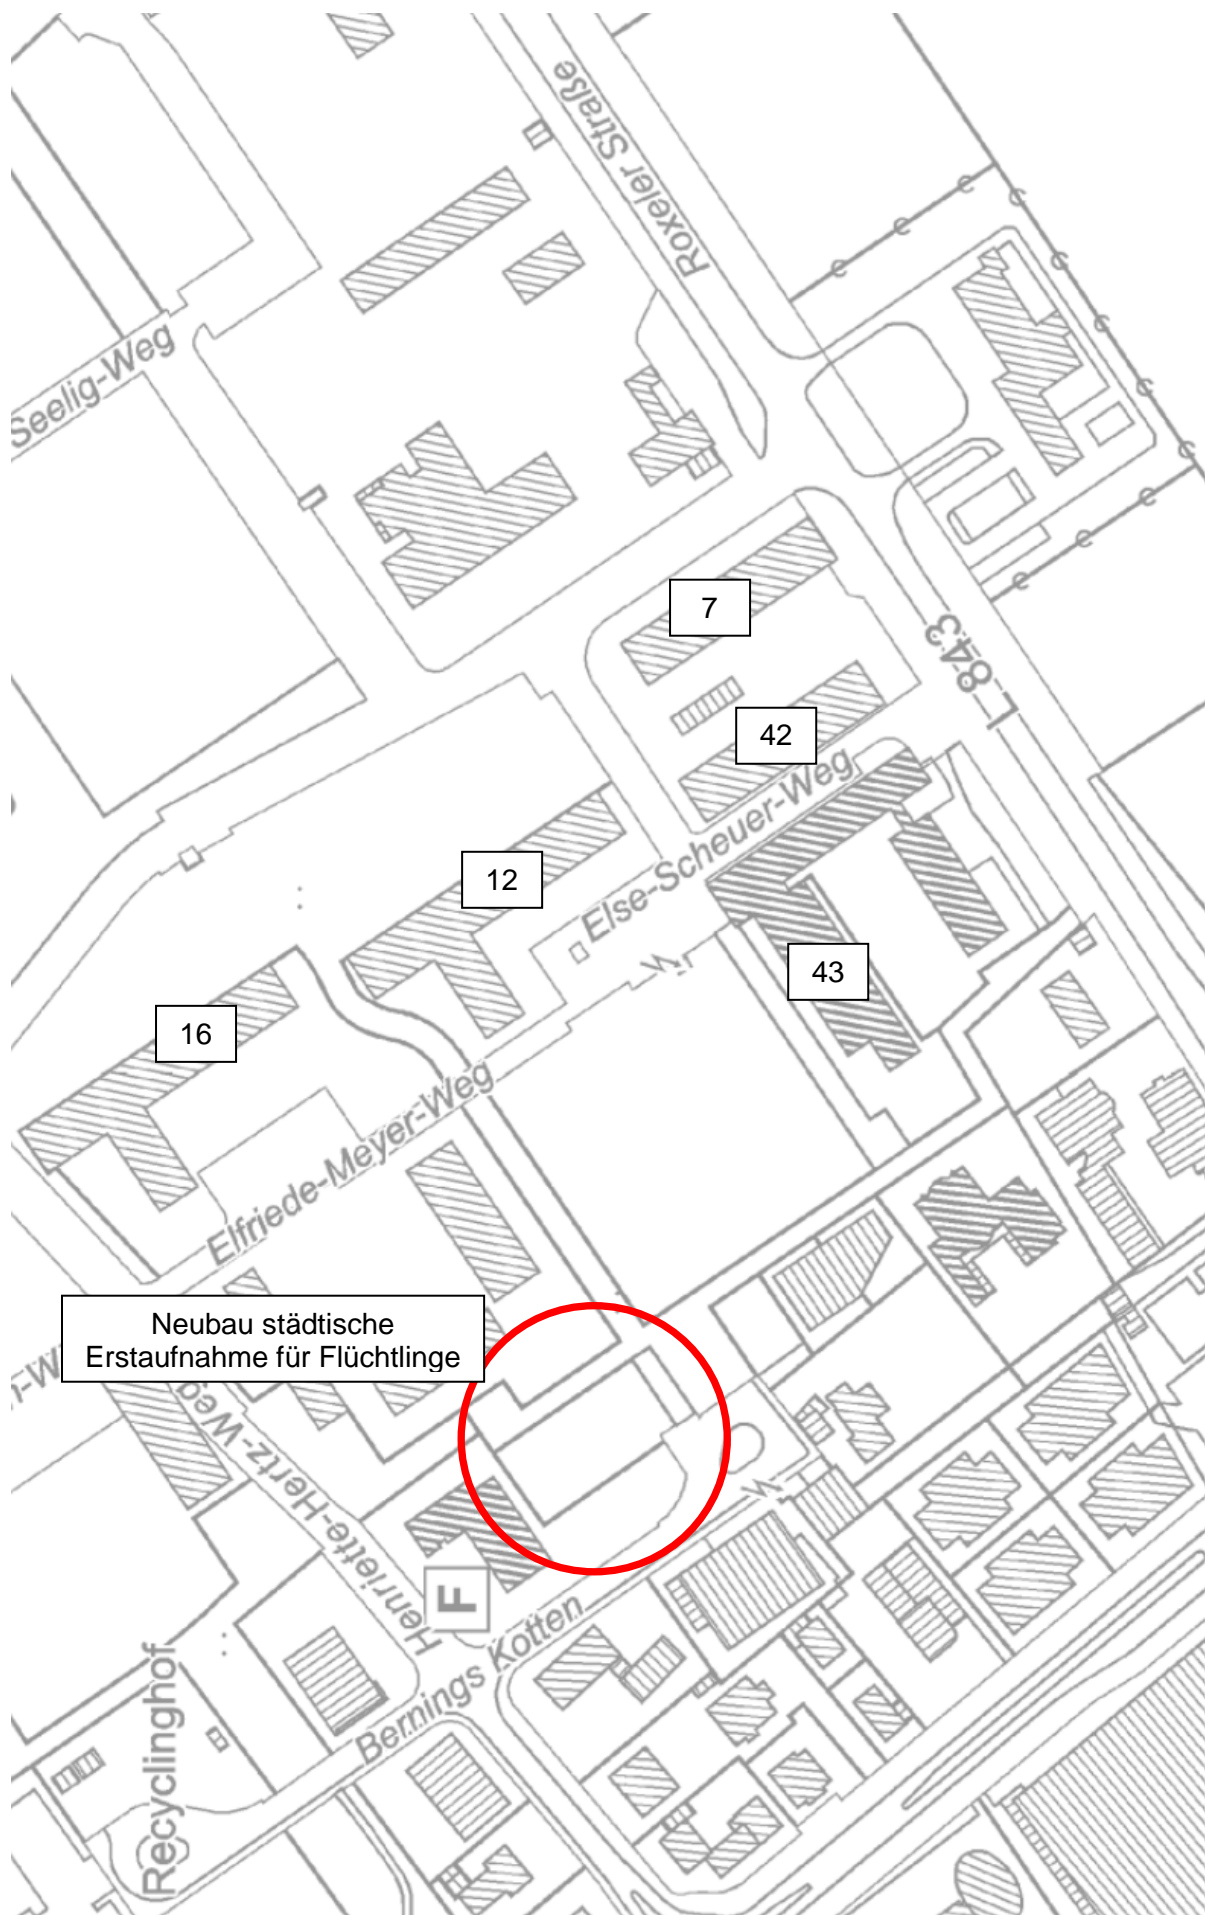 Roxeler Straße
Seelig-Weg
7
L 843
42
Else-Scheuer-Weg
12
43
16
Elfriede-Meyer-Weg
Neubau städtische
Erstaufnahme für Flüchtlinge
Henriette-Hertz-Weg
F
Bernings Kotten
Recyclinghof